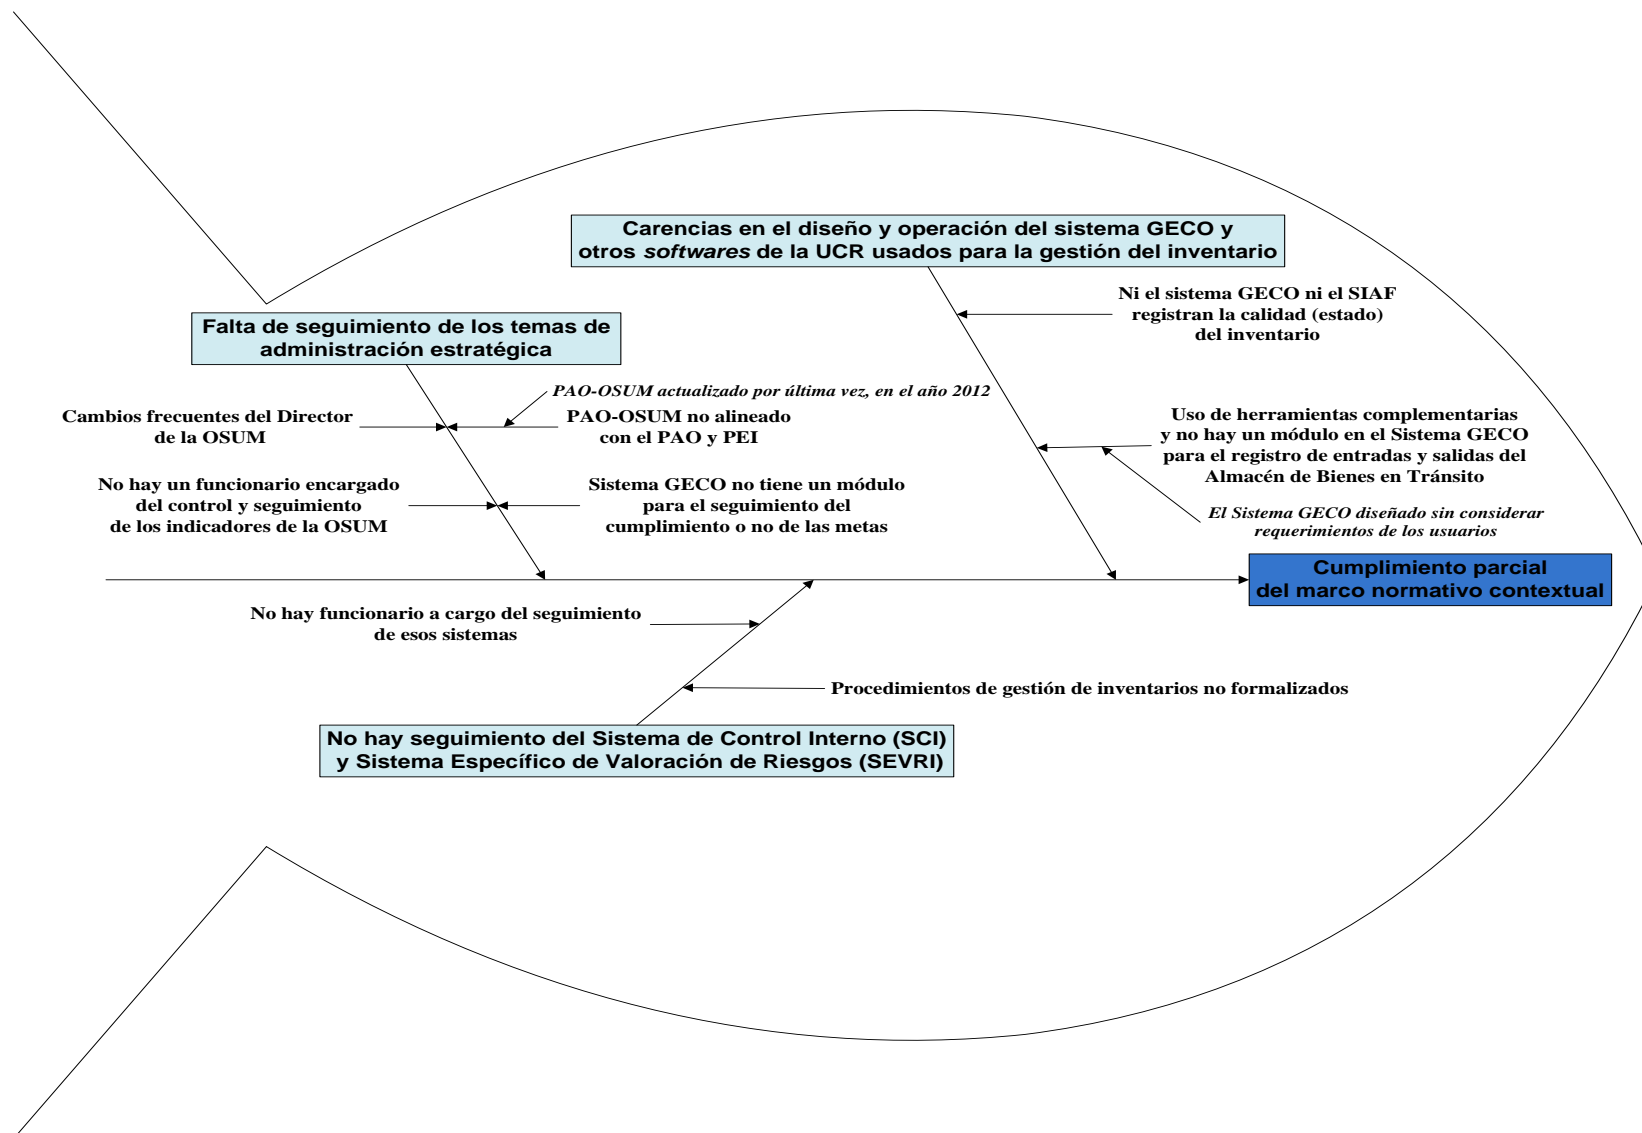 Carencias en el diseño y operación del sistema GECO y
otros softwares de la UCR usados para la gestión del inventario
Ni el sistema GECO ni el SIAF
registran la calidad (estado)
del inventario
Falta de seguimiento de los temas de
administración estratégica
PAO-OSUM actualizado por última vez, en el año 2012
Cambios frecuentes del Director
de la OSUM
PAO-OSUM no alineado
con el PAO y PEI
Uso de herramientas complementarias
y no hay un módulo en el Sistema GECO
para el registro de entradas y salidas del
Almacén de Bienes en Tránsito
No hay un funcionario encargado
del control y seguimiento
de los indicadores de la OSUM
Sistema GECO no tiene un módulo
para el seguimiento del
cumplimiento o no de las metas
El Sistema GECO diseñado sin considerar
requerimientos de los usuarios
Cumplimiento parcial
del marco normativo contextual
No hay funcionario a cargo del seguimiento
de esos sistemas
Procedimientos de gestión de inventarios no formalizados
No hay seguimiento del Sistema de Control Interno (SCI)
y Sistema Específico de Valoración de Riesgos (SEVRI)